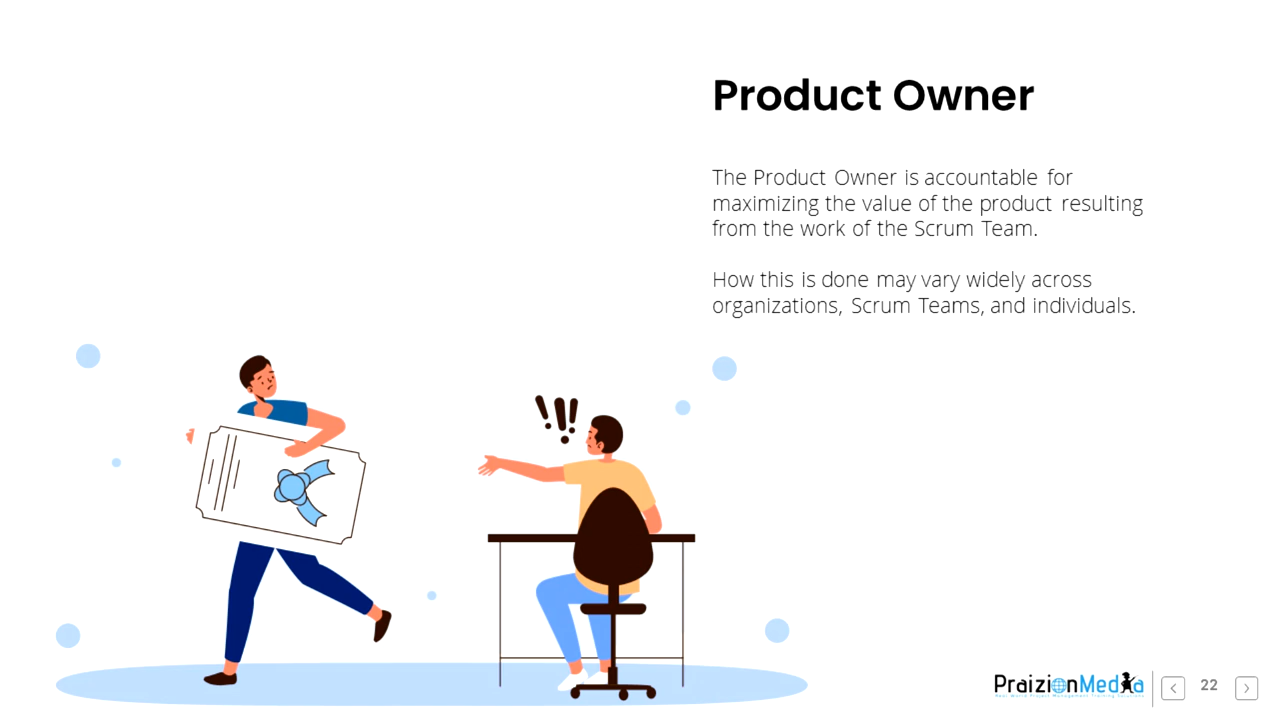 Product Owner
The Product Owner is accountable for
maximizing the value of the product resulting
from the work of the Scrum Team.
How this is done may vary widely across
organizations, Scrum Teams, and individuals.
PraizionMedia
22